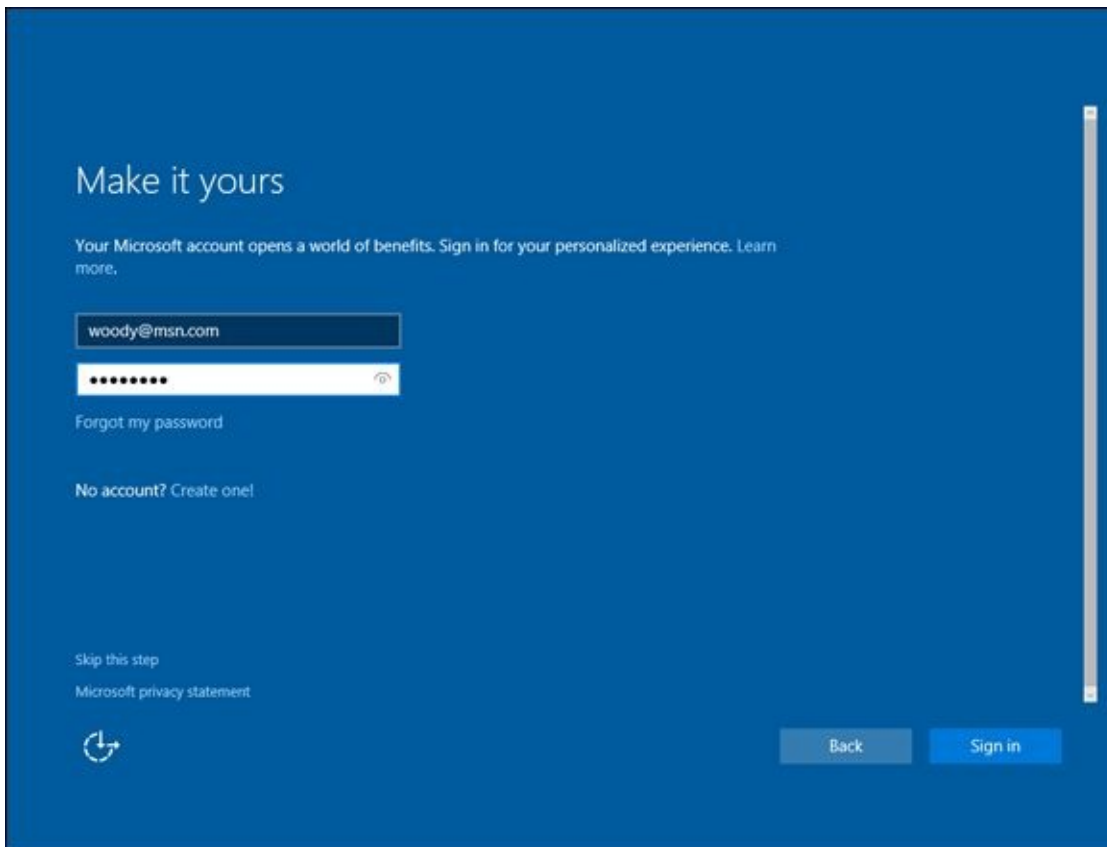 Make it yours
Your Microsoft account opens a world of benefits. Sign in for your personalized experience. Learn
more.
woody@msn.com
••••••••
Forgot my password
No account? Create one!
Skip this step
Microsoft privacy statement
Back
Sign in